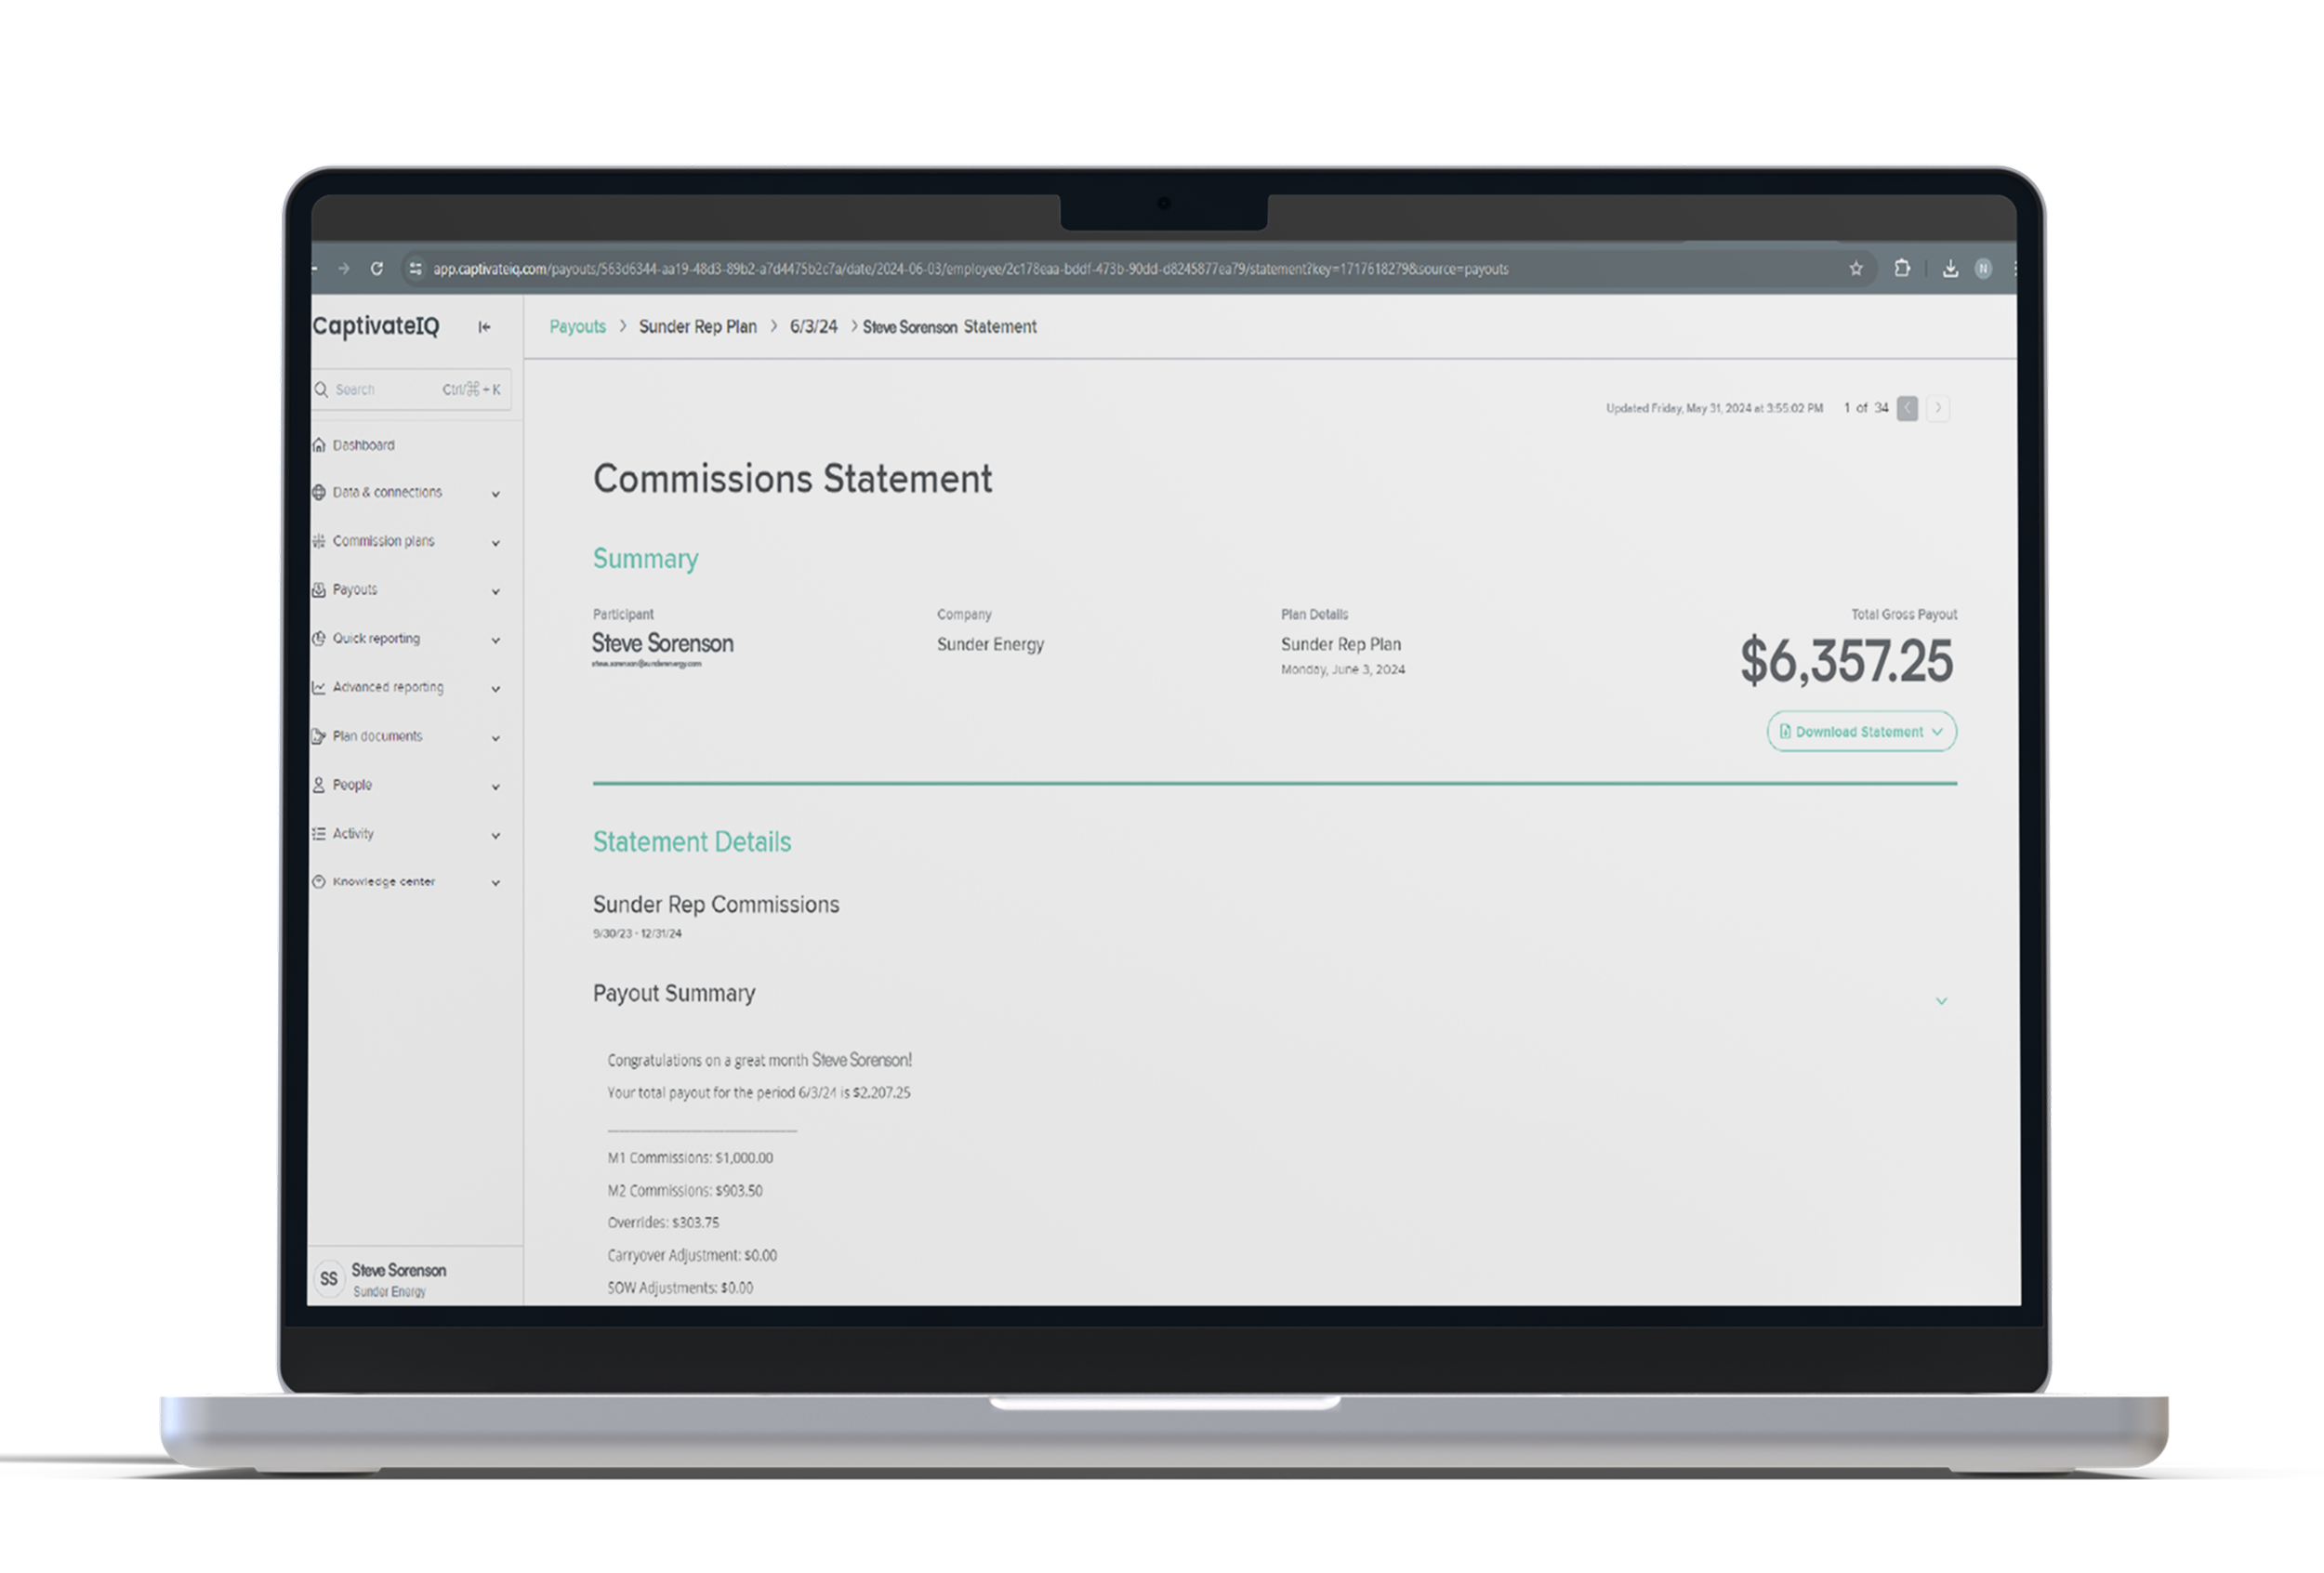 app.captivateiq.com/payouts/563d6344-aa19-48d3-89b2-a7d4475b2c7a/date/2024-06-03/employee/2c178eaa-bddf-473b-90dd-d8245877ea79/statement?key=1717618279&source=payouts
N
CaptivateIQ
Payouts > Sunder Rep Plan > 6/3/24 > Steve Sorenson Statement
Search Ctrl/⌘ + K
Updated Friday, May 31, 2024 at 3:55:02 PM 1 of 34
Dashboard
Data & connections
Commission plans
Payouts
Quick reporting
Advanced reporting
Plan documents
People
Activity
Knowledge center
SS
Steve Sorenson
Sunder Energy
Commissions Statement
Summary
Participant
Steve Sorenson
steve.sorenson@sunderenergy.com
Company
Sunder Energy
Plan Details
Sunder Rep Plan
Monday, June 3, 2024
Total Gross Payout
$6,357.25
Download Statement
Statement Details
Sunder Rep Commissions
9/30/23 - 12/31/24
Payout Summary
Congratulations on a great month Steve Sorenson!
Your total payout for the period 6/3/24 is $2,207.25
M1 Commissions: $1,000.00
M2 Commissions: $903.50
Overrides: $303.75
Carryover Adjustment: $0.00
SOW Adjustments: $0.00